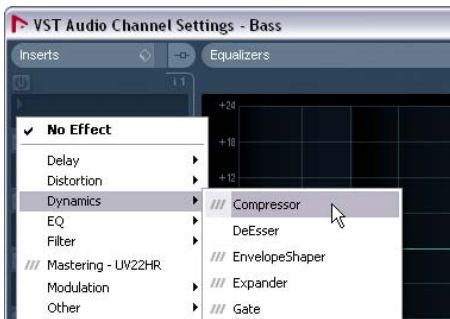 VST Audio Channel Settings - Bass
Inserts
Equalizers
i 1
+24
+18
+12
No Effect
Delay
Distortion
Dynamics
EQ
Filter
Mastering - UV22HR
Modulation
Other
Compressor
DeEsser
EnvelopeShaper
Expander
Gate